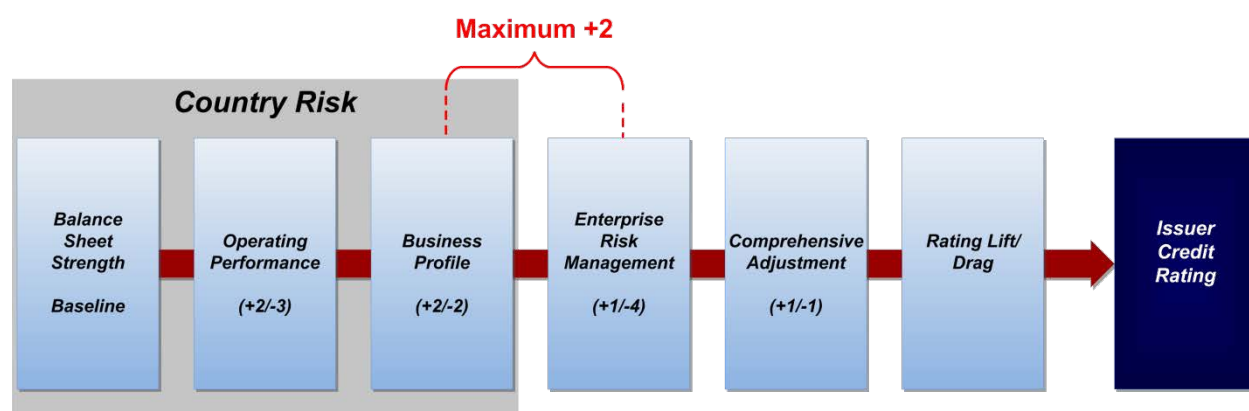 Maximum +2
Country Risk
Balance
Sheet
Strength
Baseline
Operating
Performance
(+2/-3)
Business
Profile
(+2/-2)
Enterprise
Risk
Management
(+1/-4)
Comprehensive
Adjustment
(+1/-1)
Rating Lift/
Drag
Issuer
Credit
Rating